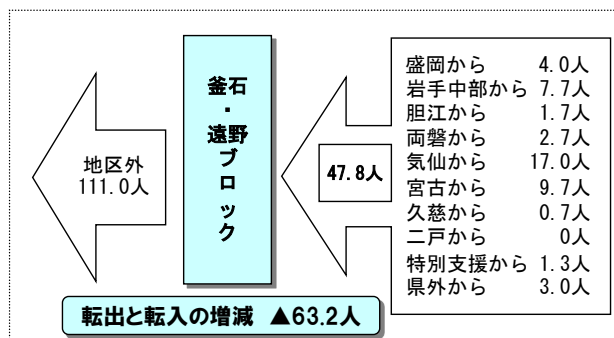 地区外
111.0人
釜石・遠野ブロック
47.8人
盛岡から 4.0人
岩手中部から 7.7人
胆江から 1.7人
両磐から 2.7人
気仙から 17.0人
宮古から 9.7人
久慈から 0.7人
二戸から 0人
特別支援から 1.3人
県外から 3.0人
転出と転入の増減 ▲63.2人